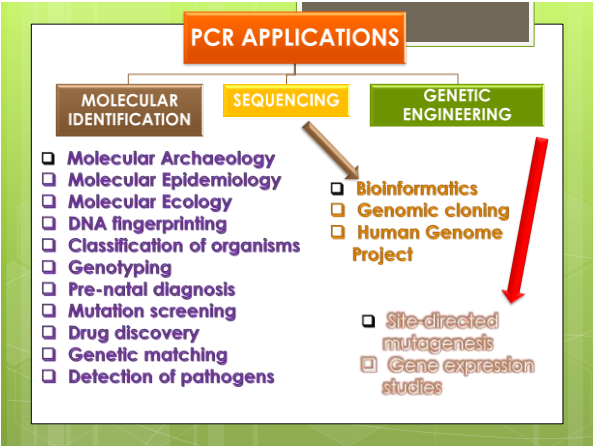 PCR APPLICATIONS
MOLECULAR
IDENTIFICATION
SEQUENCING
GENETIC
ENGINEERING
Molecular Archaeology
Molecular Epidemiology
Molecular Ecology
DNA fingerprinting
Classification of organisms
Genotyping
Pre-natal diagnosis
Mutation screening
Drug discovery
Genetic matching
Detection of pathogens
Bioinformatics
Genomic cloning
Human Genome
Project
Site-directed
mutagenesis
Gene expression
studies